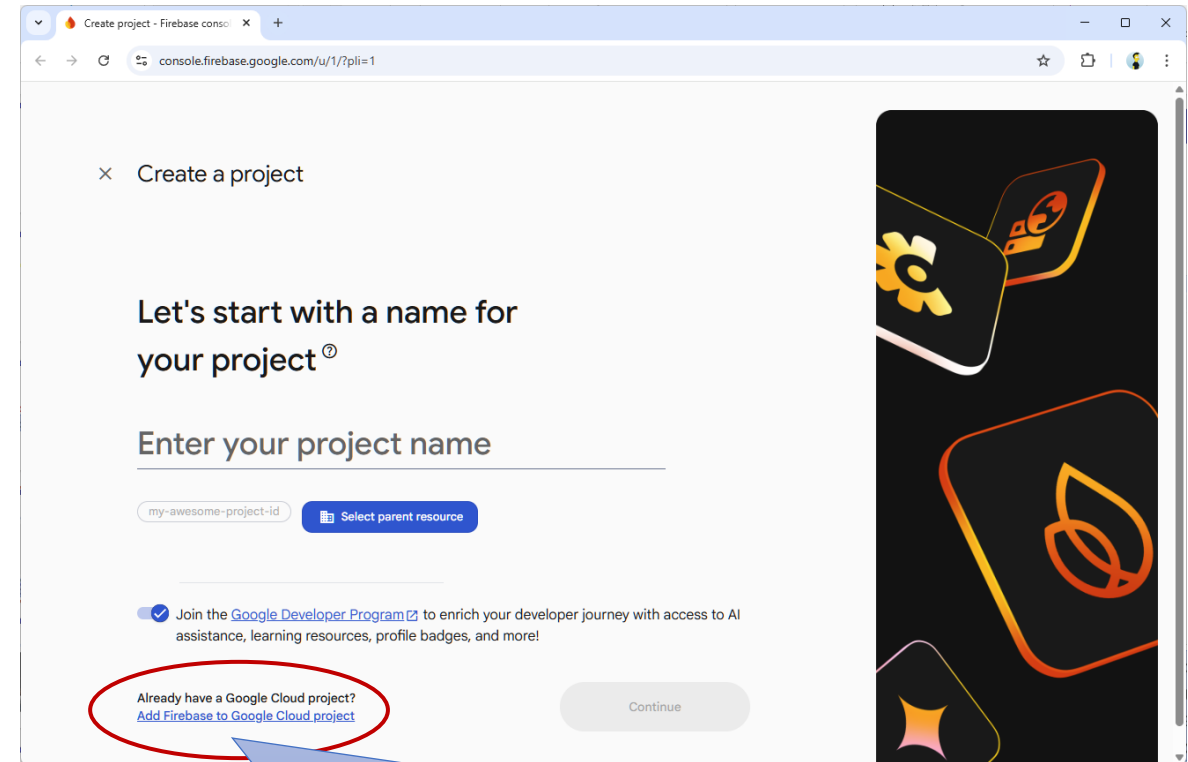 Create project - Firebase conso
console.firebase.google.com/u/1/?pli=1
Create a project
Let's start with a name for
your project
Enter your project name
my-awesome-project-id
Select parent resource
Join the Google Developer Program to enrich your developer journey with access to AI
assistance, learning resources, profile badges, and more!
Already have a Google Cloud project?
Add Firebase to Google Cloud project
Continue